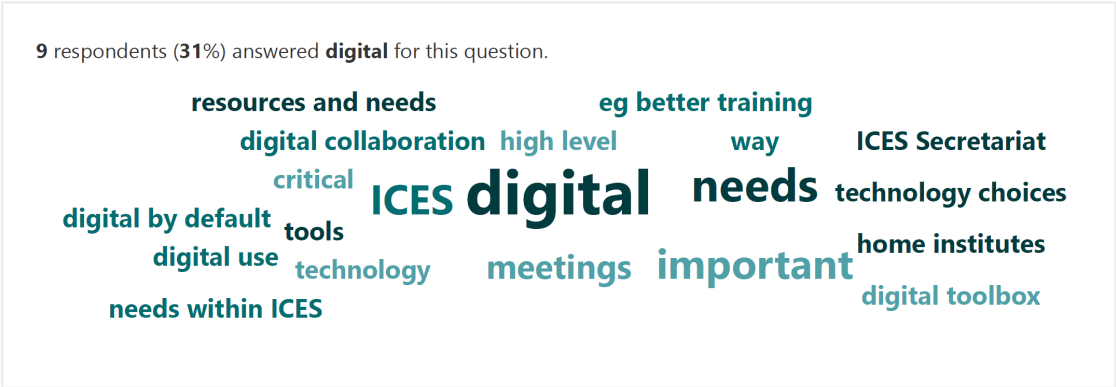 9 respondents (31%) answered digital for this question.
resources and needs eg better training
digital collaboration high level way ICES Secretariat
critical ICES digital needs technology choices
digital by default tools
digital use technology meetings important home institutes
needs within ICES digital toolbox